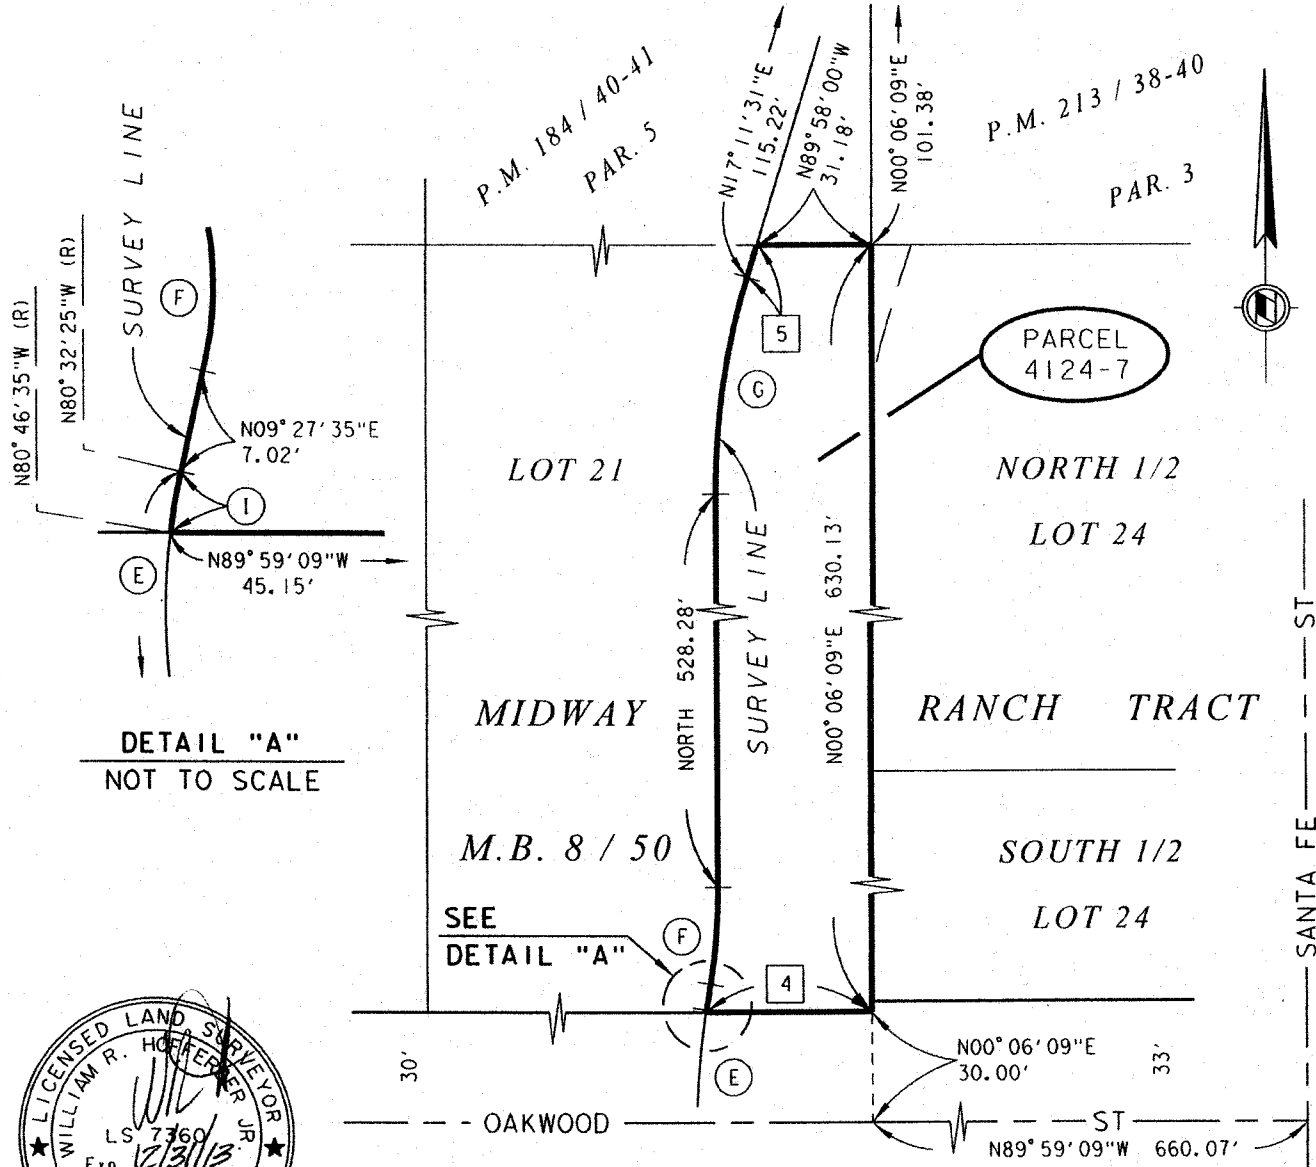 P.M. 184 / 40-41
PAR. 5
N17°11'31"E
115.22'
N89°58'00"W
31.18'
N00°06'09"E
101.38'
P.M. 213 / 38-40
PAR. 3
SURVEY LINE
N80°46'35"W (R)
N80°32'25"W (R)
F
N09°27'35"E
7.02'
I
E
N89°59'09"W
45.15'
DETAIL "A"
NOT TO SCALE
5
G
PARCEL
4124-7
LOT 21
NORTH 1/2
LOT 24
NORTH 528.28'
SURVEY LINE
N00°06'09"E 630.13'
MIDWAY
RANCH TRACT
M.B. 8 / 50
SOUTH 1/2
LOT 24
SEE
DETAIL "A"
F
4
E
N00°06'09"E
30.00'
30'
33'
OAKWOOD ST
N89°59'09"W 660.07'
SANTA FE ST
LICENSED LAND SURVEYOR
WILLIAM R. HOFFERBER JR.
LS 7360
Exp. 12/31/13